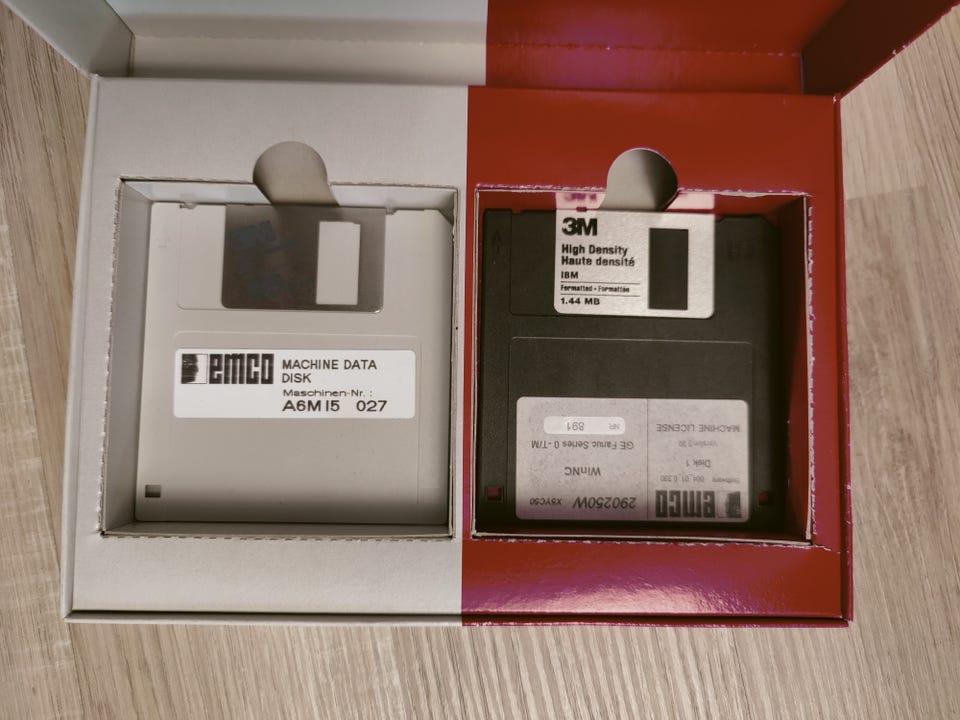 emco MACHINE DATA
DISK
Maschinen-Nr. :
A6M15 027
3M
High Density
Haute densité
IBM
Formatted • Formattée
1.44 MB
emco
Disk 1
MACHINE LICENSE
290250W X5YC50
WinNC
GE Fanuc Series 0 - T/M
NR 891